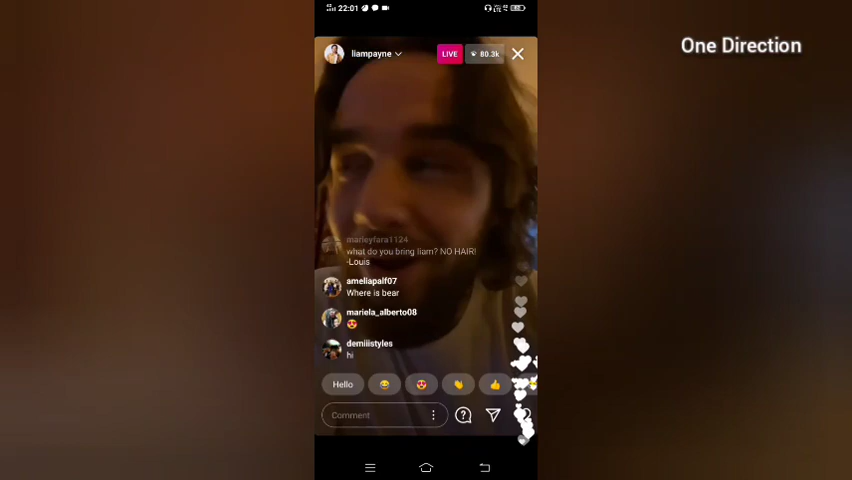 22:01
One Direction
liampayne
LIVE
80.3k
marleyfara1124
what do you bring liam? NO HAIR!
-Louis
ameliapalf07
Where is bear
mariela_alberto08
demiiistyles
hi
Hello
Comment